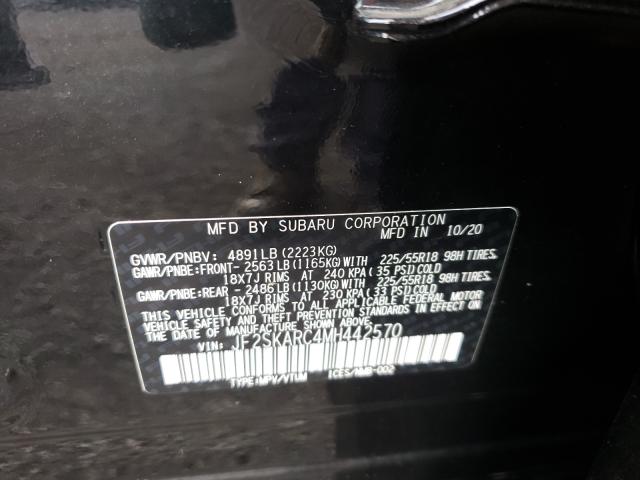 MFD BY SUBARU CORPORATION
MFD IN 10/20
GVWR/PNBV: 4891LB (2223KG)
GAWR/PNBE:FRONT- 2563LB(1165KG)WITH 225/55R18 98H TIRES,
18X7J RIMS AT 240 KPA(35 PSI)COLD
GAWR/PNBE:REAR - 2486LB(1130KG)WITH 225/55R18 98H TIRES,
18X7J RIMS AT 230 KPA(33 PSI)COLD
THIS VEHICLE CONFORMS TO ALL APPLICABLE FEDERAL MOTOR
VEHICLE SAFETY AND THEFT PREVENTION STANDARDS IN EFFECT ON
THE DATE OF MANUFACTURE SHOWN ABOVE.
VIN: JF2SKARC4MH442570
TYPE:MPV/VTUM ICES/NMB-002